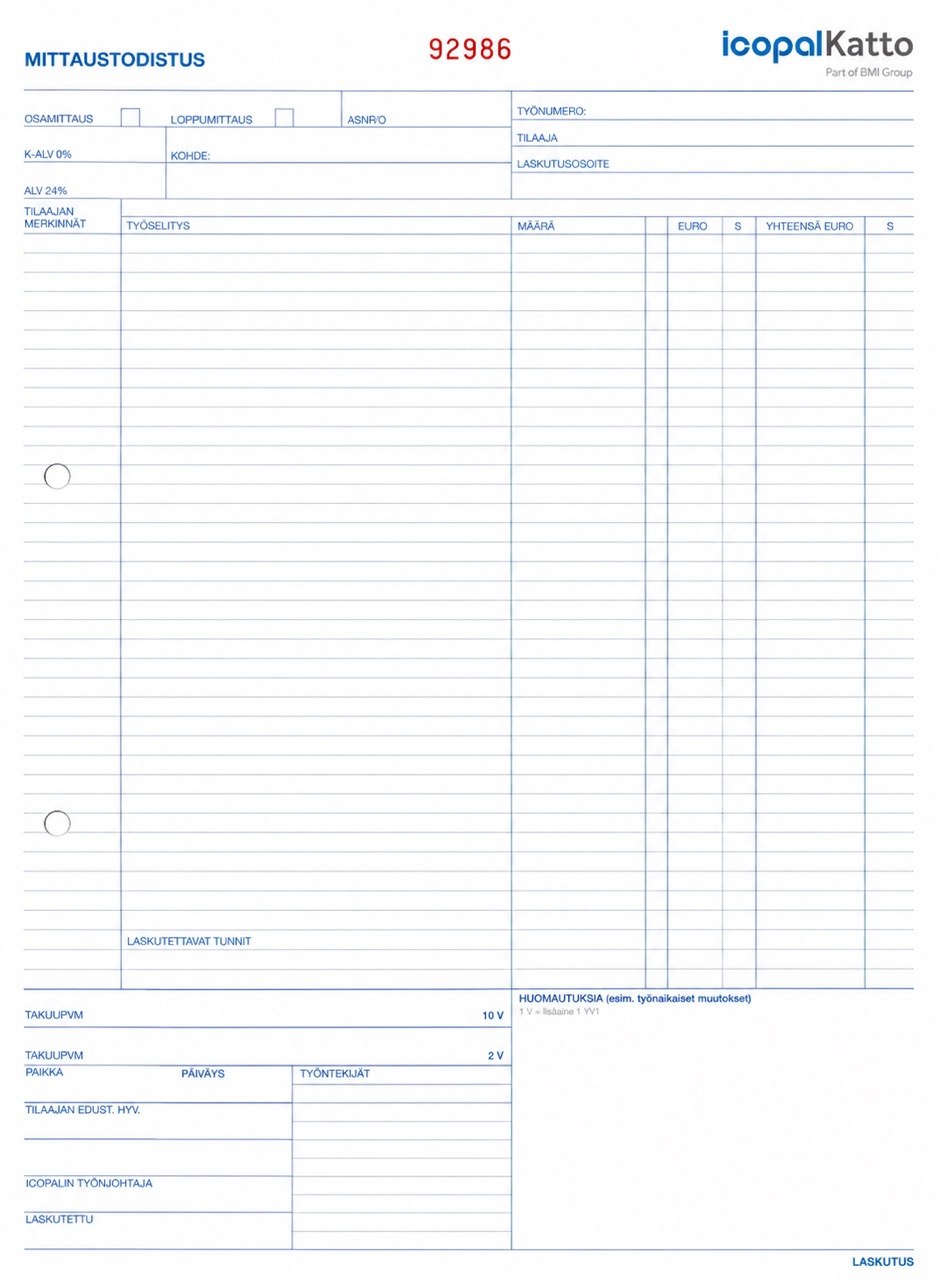 MITTAUSTODISTUS
92986
icopalKatto
Part of BMI Group
OSAMITTAUS LOPPUMITTAUS ASNR/O
TYÖNUMERO:
TILAAJA
LASKUTUSOSOITE
K-ALV 0% KOHDE:
ALV 24%
TILAAJAN
MERKINNÄT
TYÖSELITYS MÄÄRÄ EURO S YHTEENSÄ EURO S
LASKUTETTAVAT TUNNIT
TAKUUPVM 10 V
TAKUUPVM 2 V
HUOMAUTUKSIA (esim. työnaikaiset muutokset)
1 V = lisäaine 1 YV1
PAIKKA PÄIVÄYS TYÖNTEKIJÄT
TILAAJAN EDUST. HYV.
ICOPALIN TYÖNJOHTAJA
LASKUTETTU
LASKUTUS